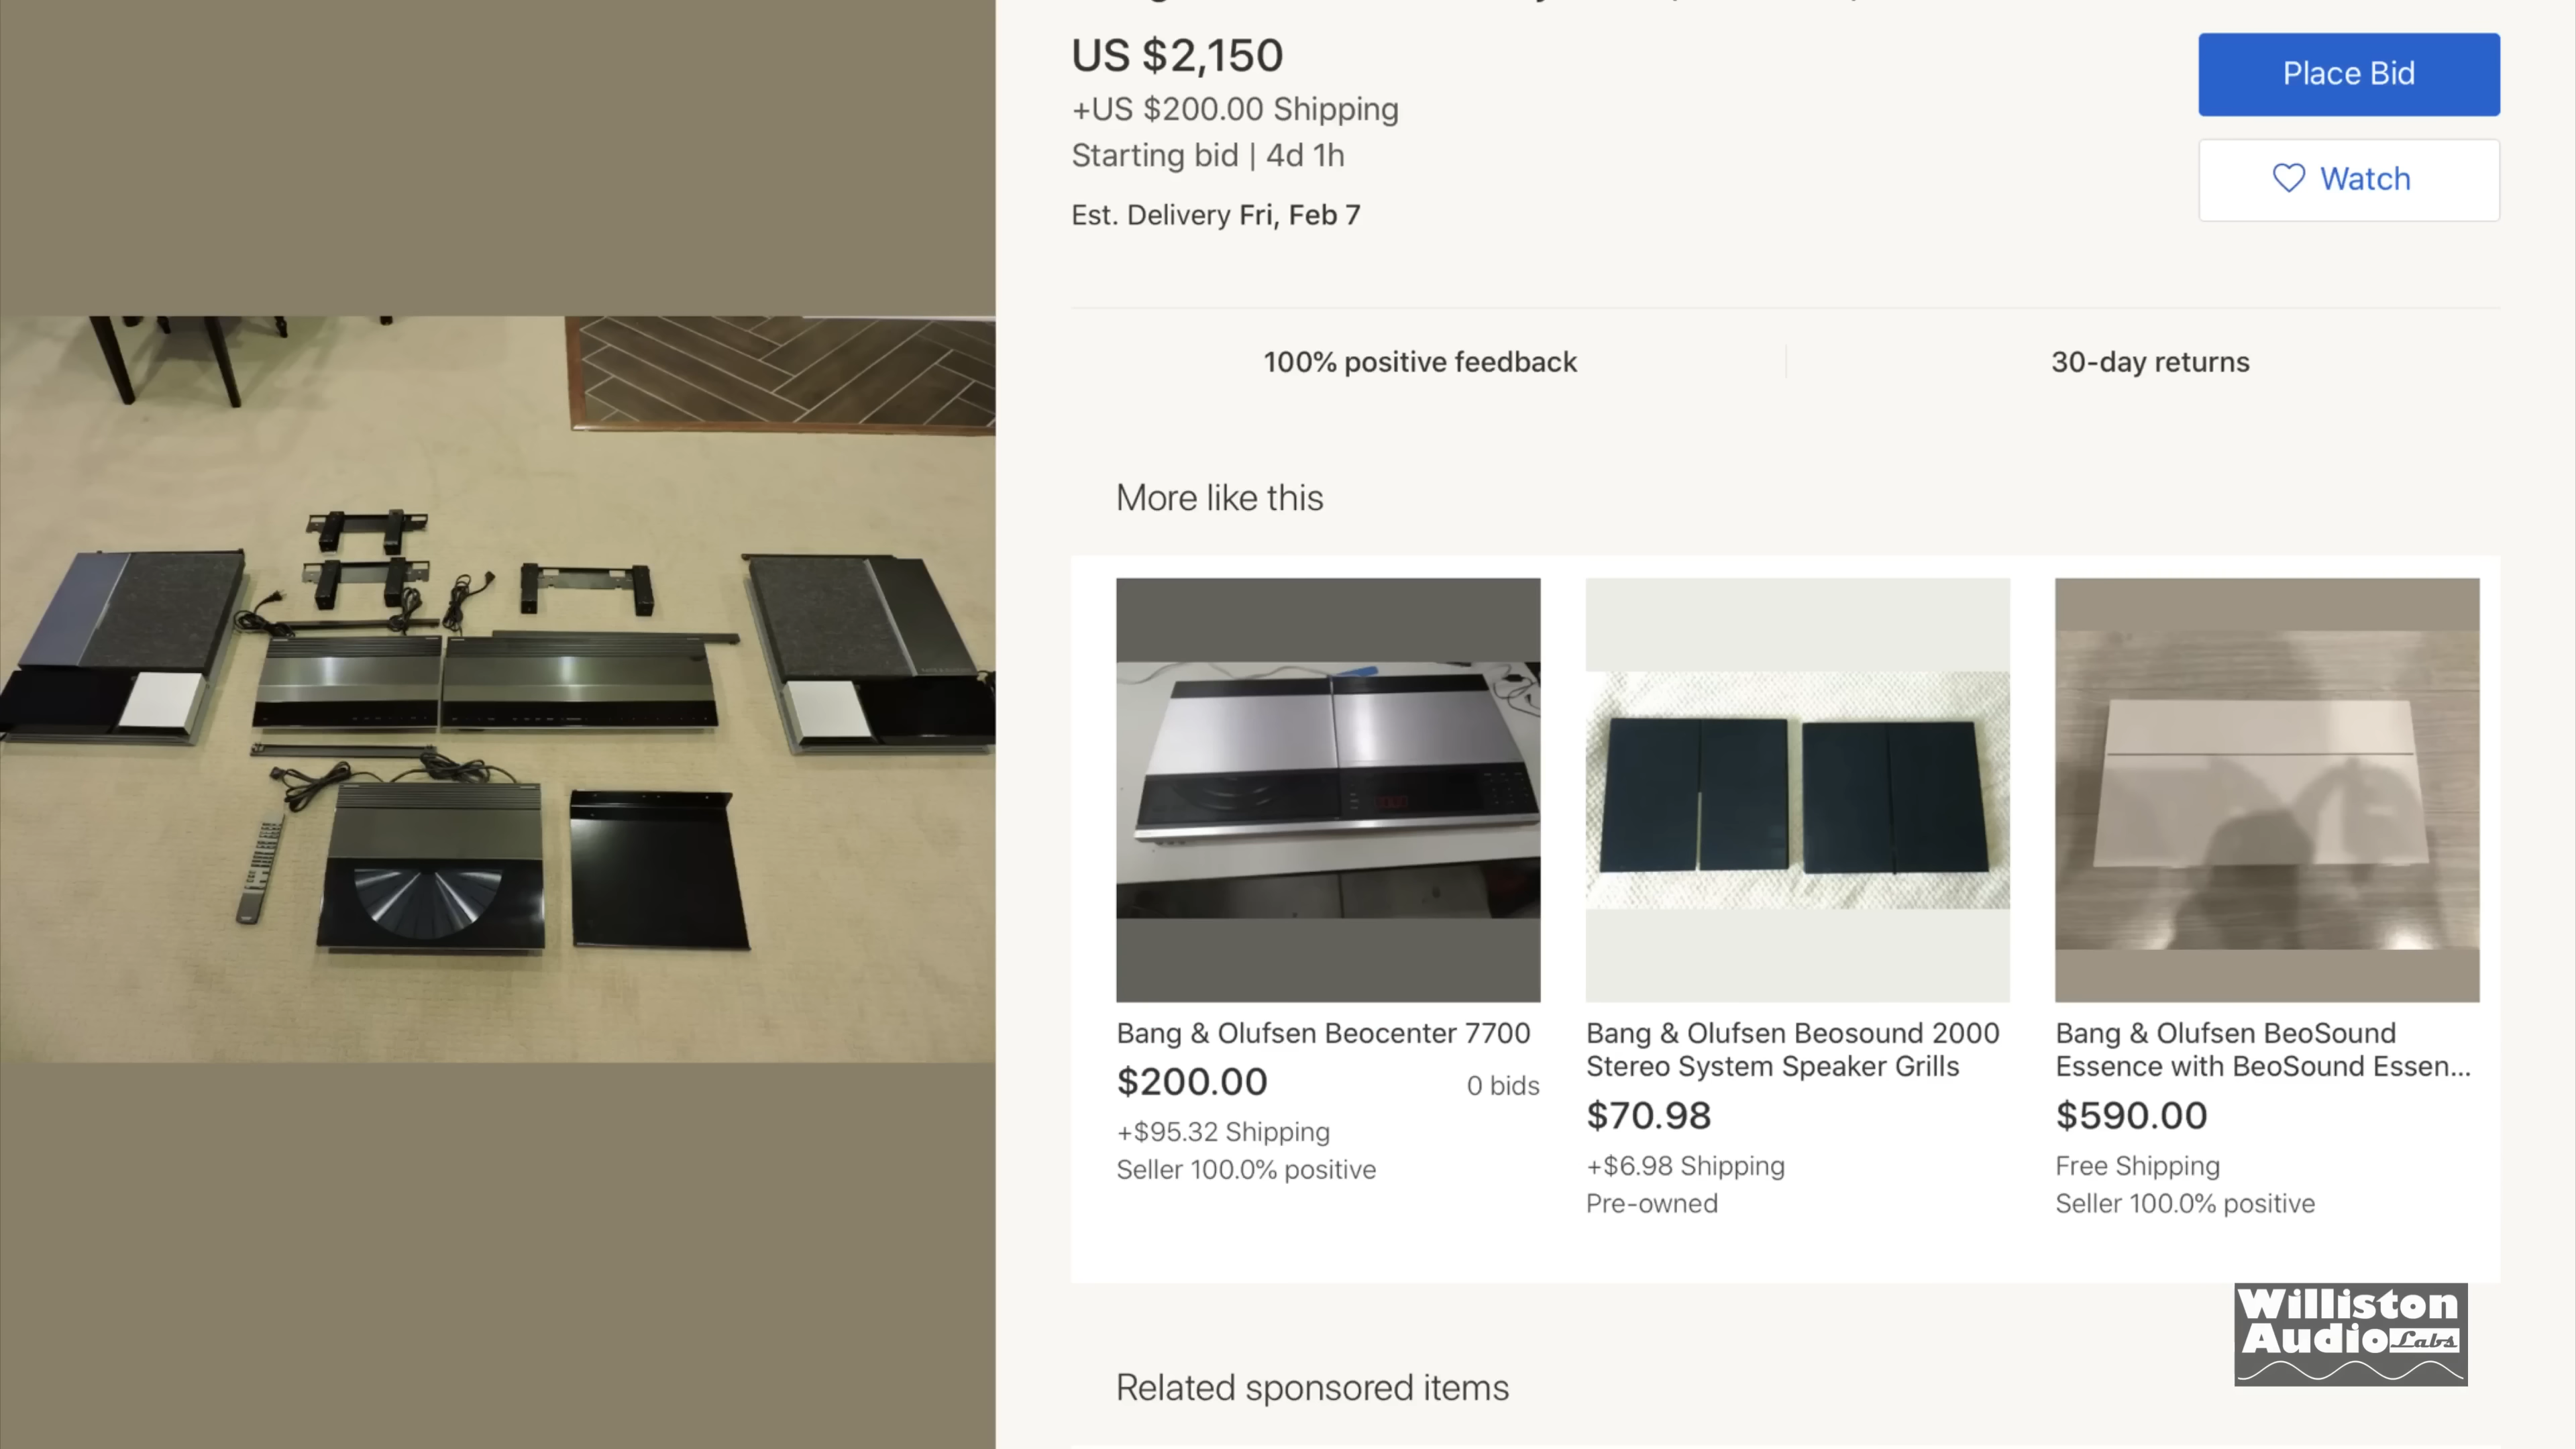 US $2,150
+US $200.00 Shipping
Starting bid | 4d 1h
Est. Delivery Fri, Feb 7
Place Bid
Watch
100% positive feedback
30-day returns
More like this
Bang & Olufsen Beocenter 7700
$200.00
0 bids
+$95.32 Shipping
Seller 100.0% positive
Bang & Olufsen Beosound 2000
Stereo System Speaker Grills
$70.98
+$6.98 Shipping
Pre-owned
Bang & Olufsen BeoSound
Essence with BeoSound Essen...
$590.00
Free Shipping
Seller 100.0% positive
Related sponsored items
Williston
Audio Labs